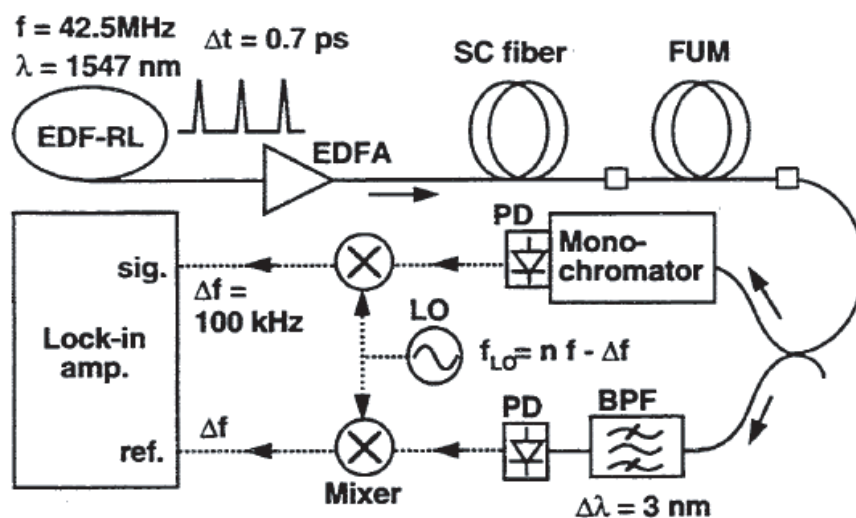 f = 42.5MHz
λ = 1547 nm
Δt = 0.7 ps
SC fiber
FUM
EDF-RL
EDFA
PD
Mono-
chromator
sig.
Δf =
100 kHz
LO
f_LO = n f - Δf
Lock-in
amp.
PD
BPF
ref.
Δf
Mixer
Δλ = 3 nm